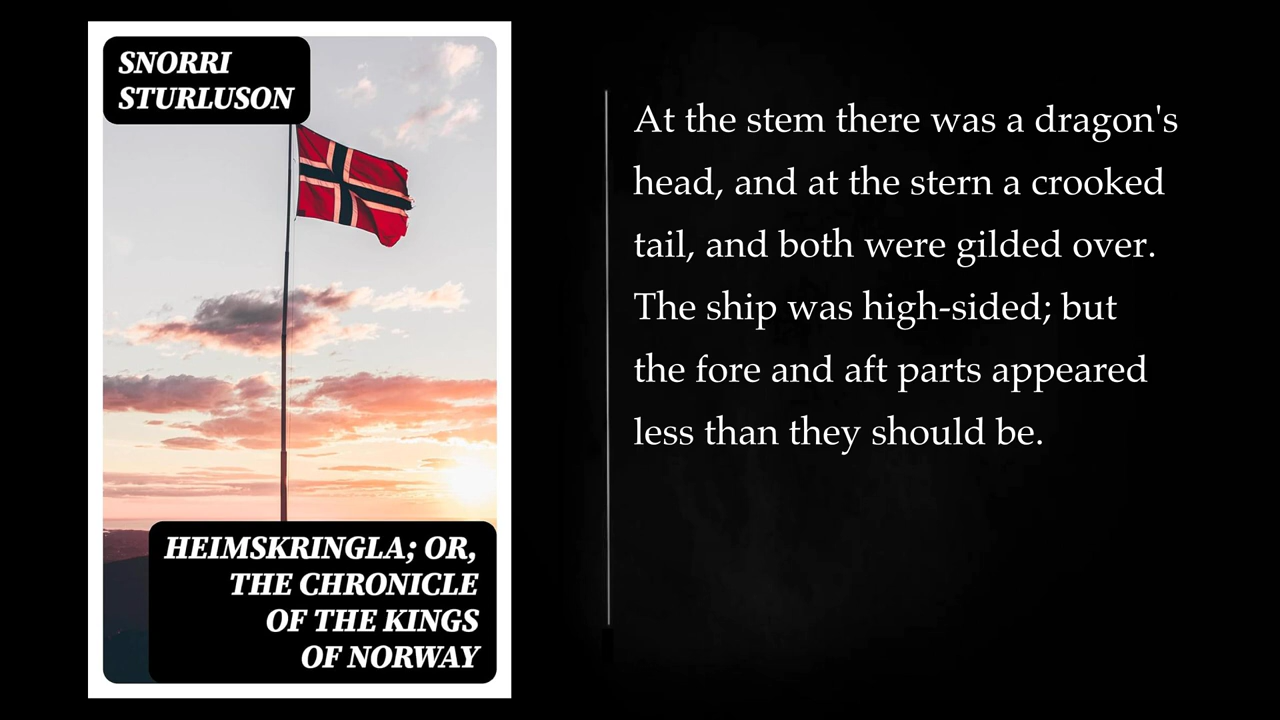 SNORRI
STURLUSON
HEIMSKRINGLA; OR,
THE CHRONICLE
OF THE KINGS
OF NORWAY
At the stem there was a dragon's
head, and at the stern a crooked
tail, and both were gilded over.
The ship was high-sided; but
the fore and aft parts appeared
less than they should be.